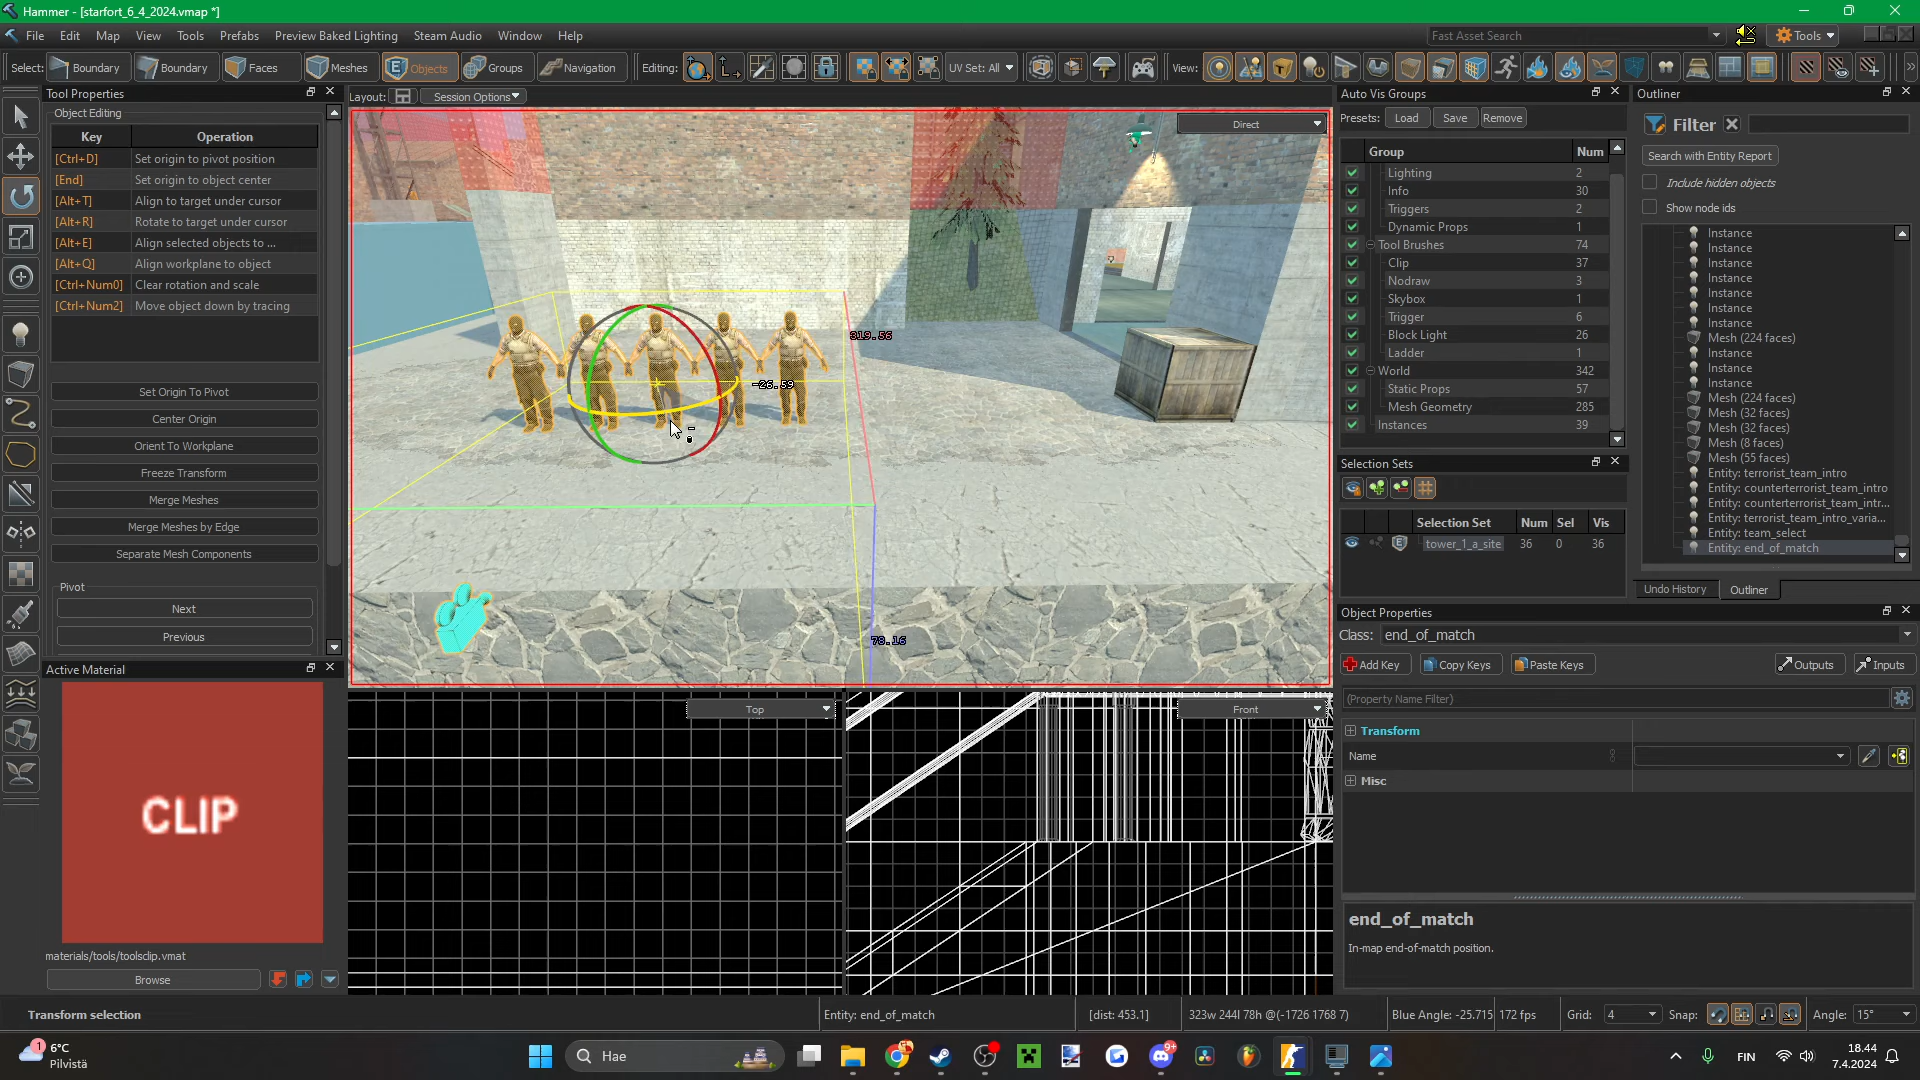 Hammer - [starfort_6_4_2024.vmap *]
File Edit Map View Tools Prefabs Preview Baked Lighting Steam Audio Window Help
Fast Asset Search
Tools
Select: Boundary Boundary Faces Meshes Objects Groups Navigation Editing: UV Set: All View:
Tool Properties
Object Editing
Key Operation
[Ctrl+D] Set origin to pivot position
[End] Set origin to object center
[Alt+T] Align to target under cursor
[Alt+R] Rotate to target under cursor
[Alt+E] Align selected objects to ...
[Alt+Q] Align workplane to object
[Ctrl+Num0] Clear rotation and scale
[Ctrl+Num2] Move object down by tracing
Set Origin To Pivot
Center Origin
Orient To Workplane
Freeze Transform
Merge Meshes
Merge Meshes by Edge
Separate Mesh Components
Pivot
Next
Previous
Active Material
CLIP
materials/tools/toolsclip.vmat
Browse
Layout: Session Options
Direct
319.56
-26.59
78.16
Top
Front
Auto Vis Groups
Presets: Load Save Remove
Group Num
Lighting 2
Info 30
Triggers 2
Dynamic Props 1
Tool Brushes 74
Clip 37
Nodraw 3
Skybox 1
Trigger 6
Block Light 26
Ladder 1
World 342
Static Props 57
Mesh Geometry 285
Instances 39
Selection Sets
Selection Set Num Sel Vis
tower_1_a_site 36 0 36
Outliner
Filter
Search with Entity Report
Include hidden objects
Show node ids
Instance
Instance
Instance
Instance
Instance
Instance
Instance
Mesh (224 faces)
Instance
Instance
Instance
Mesh (224 faces)
Mesh (32 faces)
Mesh (32 faces)
Mesh (8 faces)
Mesh (55 faces)
Entity: terrorist_team_intro
Entity: counterterrorist_team_intro
Entity: counterterrorist_team_intr...
Entity: terrorist_team_intro_varia...
Entity: team_select
Entity: end_of_match
Undo History Outliner
Object Properties
Class: end_of_match
Add Key Copy Keys Paste Keys Outputs Inputs
(Property Name Filter)
Transform
Name
Misc
end_of_match
In-map end-of-match position.
Transform selection
Entity: end_of_match
[dist: 453.1]
323w 244l 78h @(-1726 1768 7)
Blue Angle: -25.715 172 fps
Grid: 4 Snap: Angle: 15°
1
6°C
Pilvistä
Hae
9+
FIN
18.44
7.4.2024